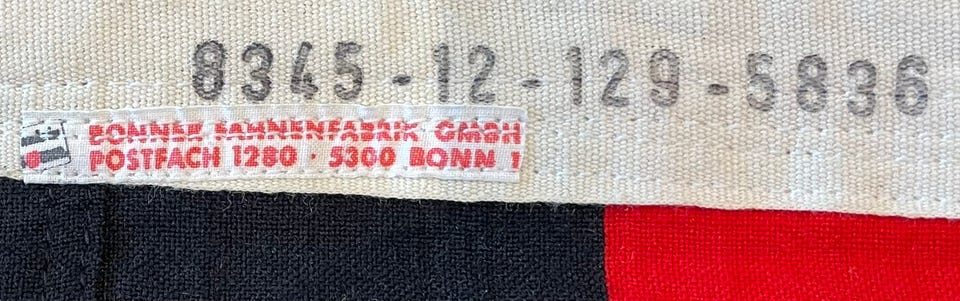 8345-12-129-5836
BONNER FAHNENFABRIK GMBH
POSTFACH 1280 · 5300 BONN 1